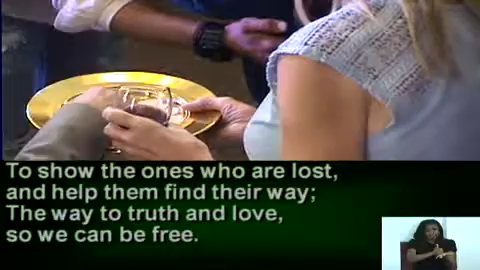 To show the ones who are lost,
and help them find their way;
The way to truth and love,
so we can be free.